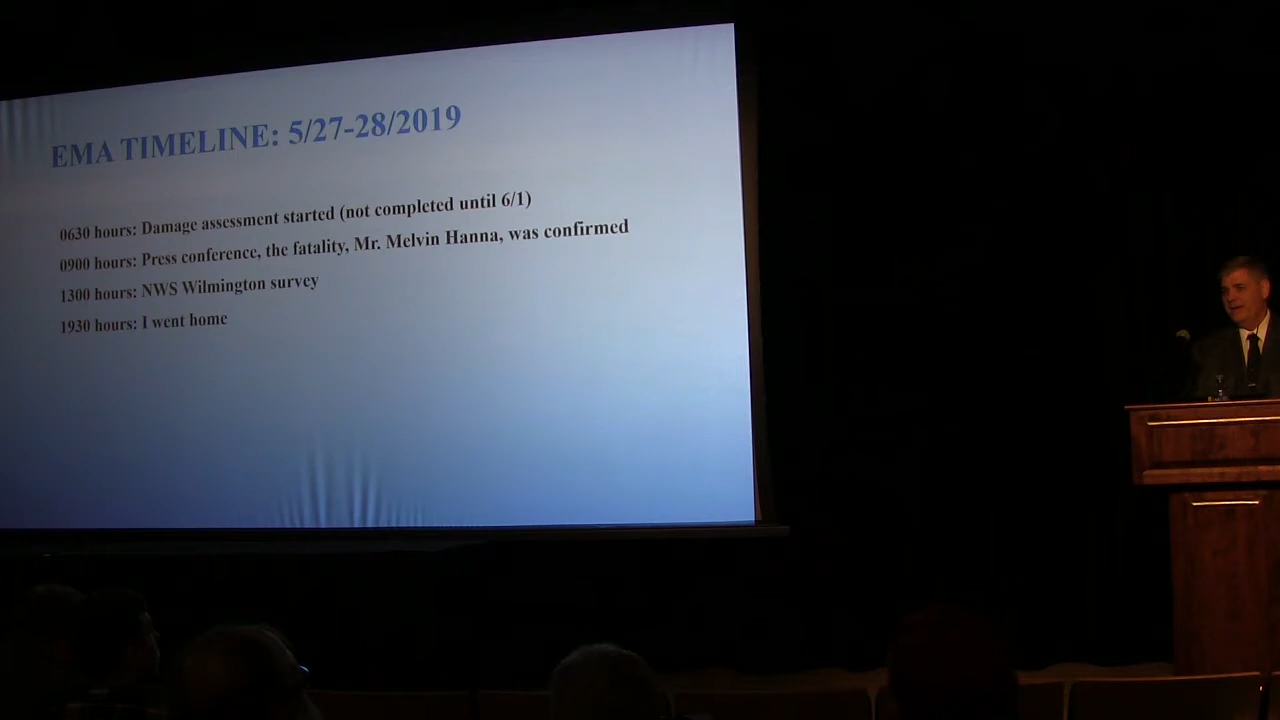 EMA TIMELINE: 5/27-28/2019
0630 hours: Damage assessment started (not completed until 6/1)
0900 hours: Press conference, the fatality, Mr. Melvin Hanna, was confirmed
1300 hours: NWS Wilmington survey
1930 hours: I went home